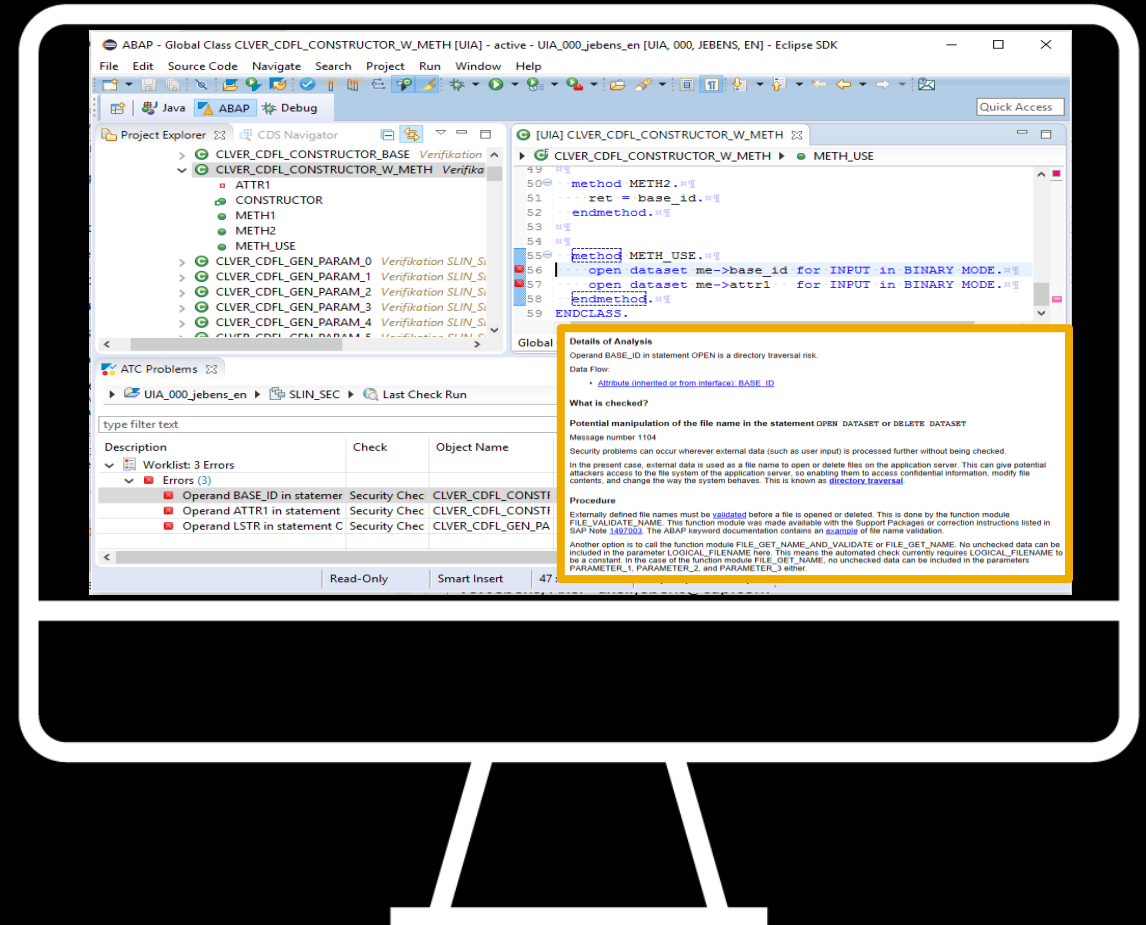 ABAP - Global Class CLVER_CDFL_CONSTRUCTOR_W_METH [UIA] - active - UIA_000_jebens_en [UIA, 000, JEBENS, EN] - Eclipse SDK
File Edit Source Code Navigate Search Project Run Window Help
Java ABAP Debug
Quick Access
Project Explorer CDS Navigator
CLVER_CDFL_CONSTRUCTOR_BASE Verifikation
CLVER_CDFL_CONSTRUCTOR_W_METH Verifika
ATTR1
CONSTRUCTOR
METH1
METH2
METH_USE
CLVER_CDFL_GEN_PARAM_0 Verifikation SLIN_SI
CLVER_CDFL_GEN_PARAM_1 Verifikation SLIN_SI
CLVER_CDFL_GEN_PARAM_2 Verifikation SLIN_SI
CLVER_CDFL_GEN_PARAM_3 Verifikation SLIN_SI
CLVER_CDFL_GEN_PARAM_4 Verifikation SLIN_SI
[UIA] CLVER_CDFL_CONSTRUCTOR_W_METH
CLVER_CDFL_CONSTRUCTOR_W_METH METH_USE
49
50 method METH2.
51 ret = base_id.
52 endmethod.
53
54
55 method METH_USE.
56 open dataset me->base_id for INPUT in BINARY MODE.
57 open dataset me->attr1 for INPUT in BINARY MODE.
58 endmethod.
59 ENDCLASS.
Global
ATC Problems
UIA_000_jebens_en SLIN_SEC Last Check Run
type filter text
Description Check Object Name
Worklist: 3 Errors
Errors (3)
Operand BASE_ID in statemer Security Chec CLVER_CDFL_CONSTF
Operand ATTR1 in statement Security Chec CLVER_CDFL_CONSTF
Operand LSTR in statement C Security Chec CLVER_CDFL_GEN_PA
Read-Only Smart Insert 47 :
Details of Analysis
Operand BASE_ID in statement OPEN is a directory traversal risk.
Data Flow:
• Attribute (inherited or from interface): BASE_ID
What is checked?
Potential manipulation of the file name in the statement OPEN DATASET or DELETE DATASET
Message number 1104
Security problems can occur wherever external data (such as user input) is processed further without being checked.
In the present case, external data is used as a file name to open or delete files on the application server. This can give potential
attackers access to the file system of the application server, so enabling them to access confidential information, modify file
contents, and change the way the system behaves. This is known as directory traversal.
Procedure
Externally defined file names must be validated before a file is opened or deleted. This is done by the function module
FILE_VALIDATE_NAME. This function module was made available with the Support Packages or correction instructions listed in
SAP Note 1497003. The ABAP keyword documentation contains an example of file name validation.
Another option is to call the function module FILE_GET_NAME_AND_VALIDATE or FILE_GET_NAME. No unchecked data can be
included in the parameter LOGICAL_FILENAME here. This means the automated check currently requires LOGICAL_FILENAME to
be a constant. In the case of the function module FILE_GET_NAME, no unchecked data can be included in the parameters
PARAMETER_1, PARAMETER_2, and PARAMETER_3 either.